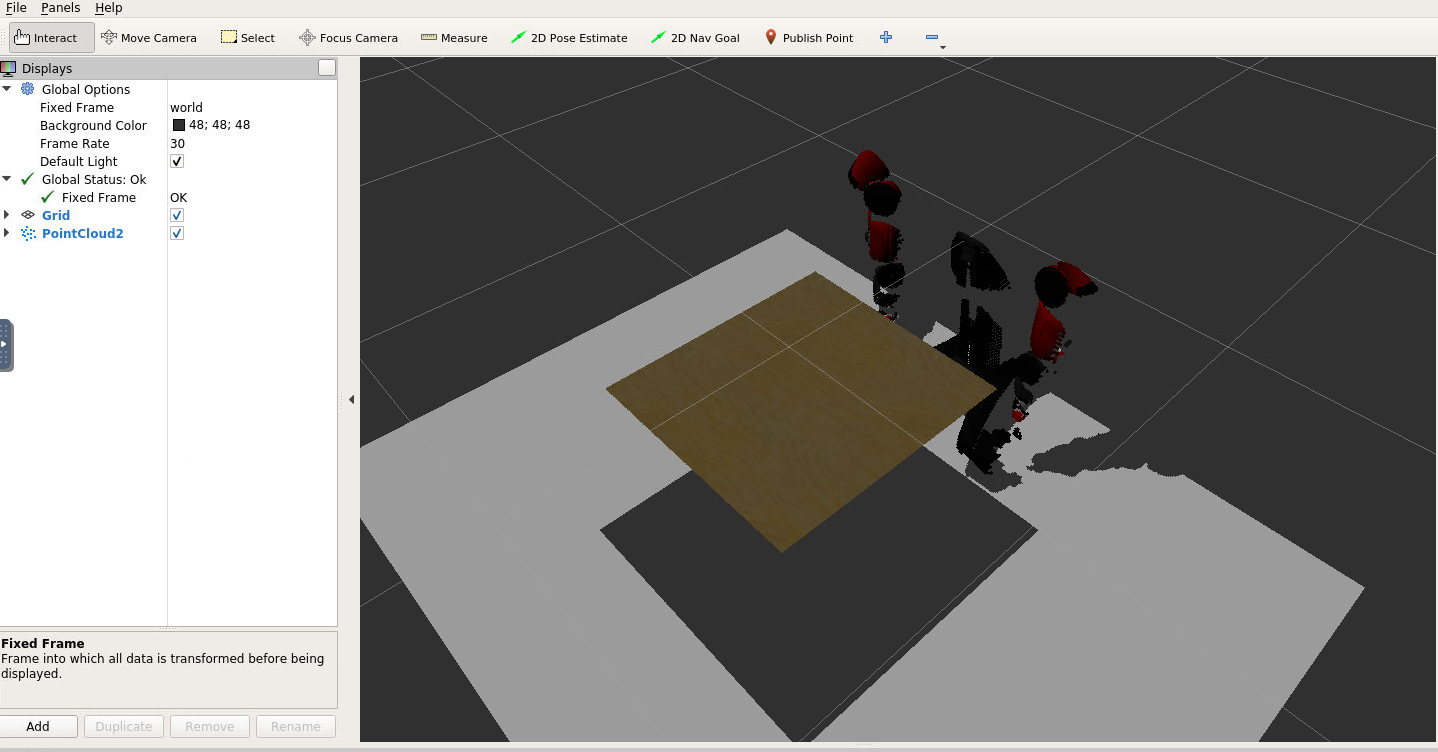 File Panels Help
Interact Move Camera Select Focus Camera Measure 2D Pose Estimate 2D Nav Goal Publish Point
Displays
Global Options
Fixed Frame world
Background Color 48; 48; 48
Frame Rate 30
Default Light
Global Status: Ok
Fixed Frame OK
Grid
PointCloud2
Fixed Frame
Frame into which all data is transformed before being
displayed.
Add Duplicate Remove Rename